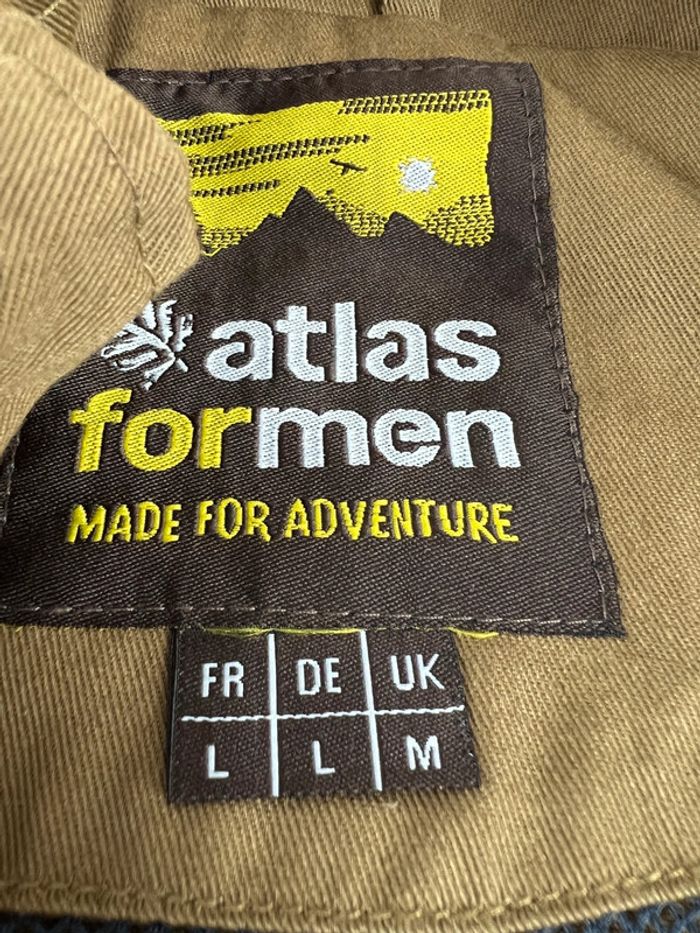 atlas
formen
MADE FOR ADVENTURE
FR DE UK
L L M